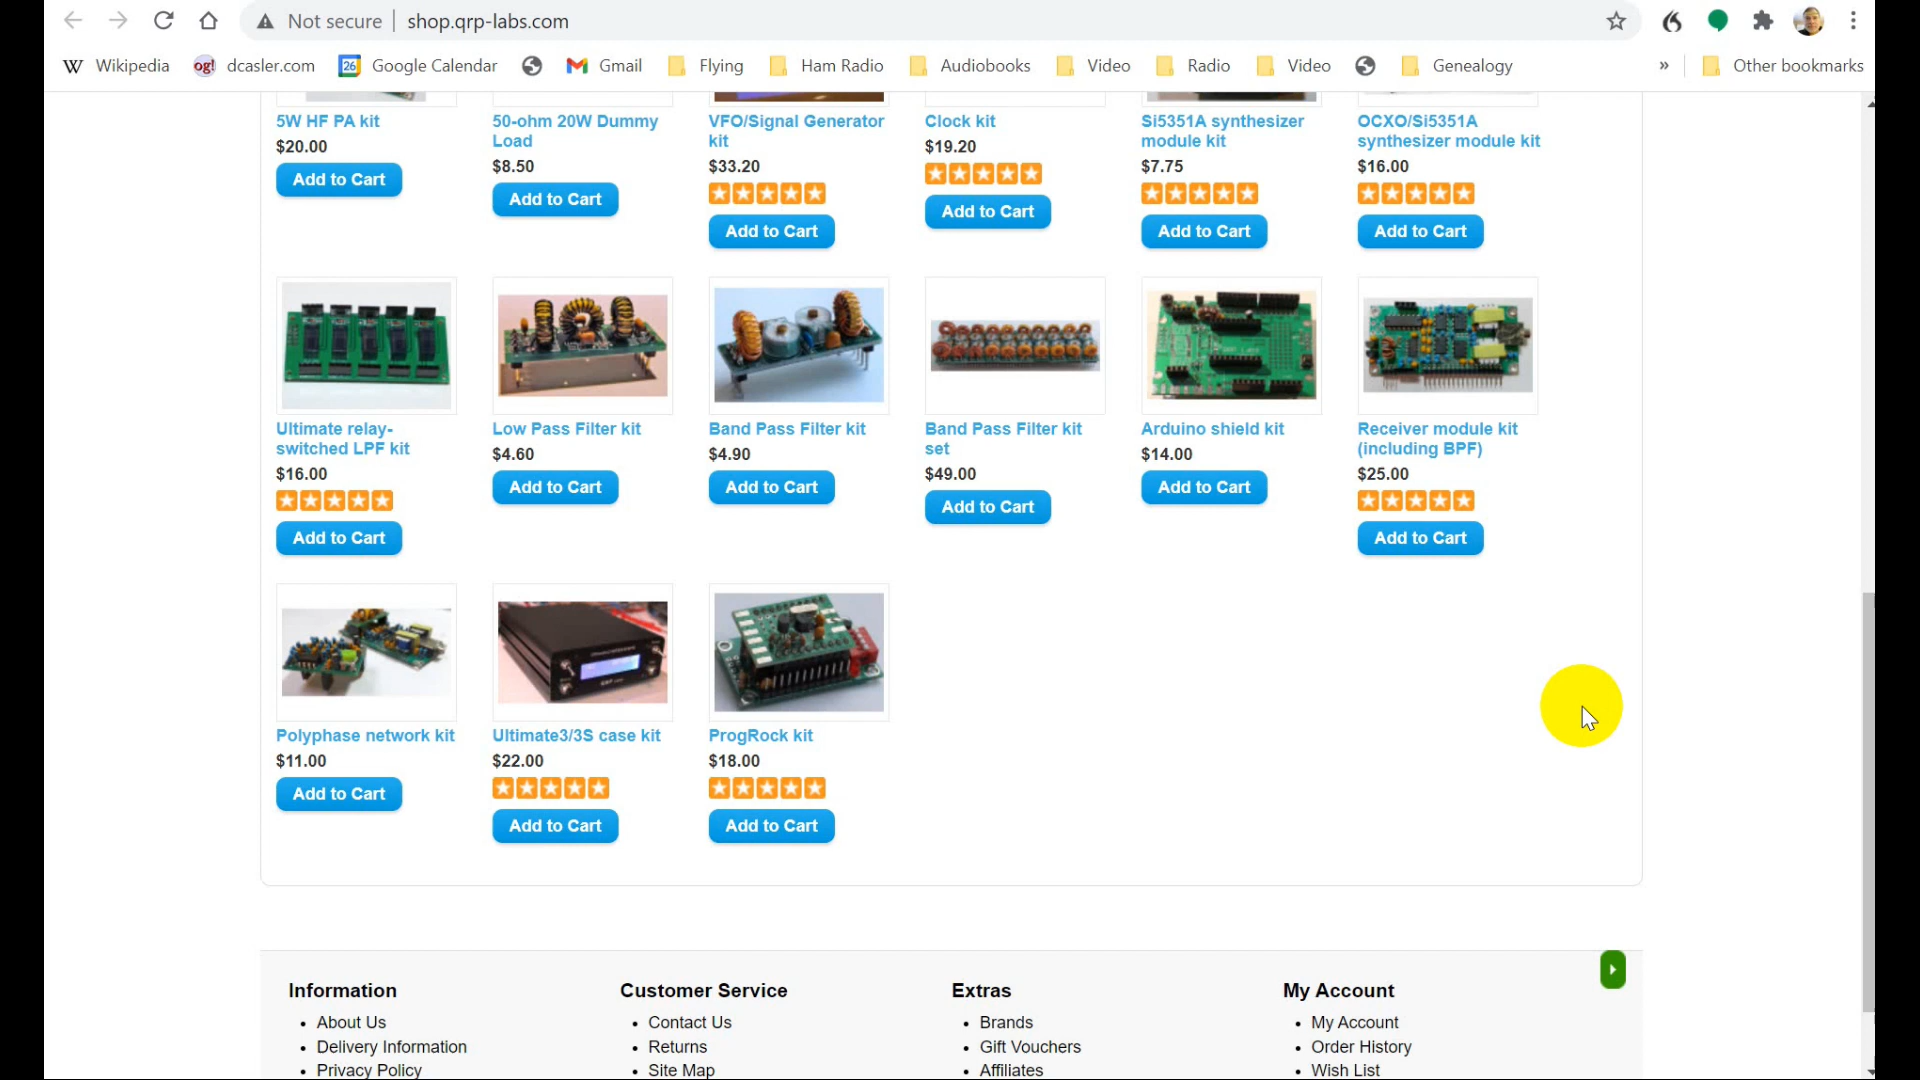 Not secure | shop.qrp-labs.com
W Wikipedia og! dcasler.com 26 Google Calendar Gmail Flying Ham Radio Audiobooks Video Radio Video Genealogy » Other bookmarks
5W HF PA kit
$20.00
Add to Cart
50-ohm 20W Dummy
Load
$8.50
Add to Cart
VFO/Signal Generator
kit
$33.20
Add to Cart
Clock kit
$19.20
Add to Cart
Si5351A synthesizer
module kit
$7.75
Add to Cart
OCXO/Si5351A
synthesizer module kit
$16.00
Add to Cart
Ultimate relay-
switched LPF kit
$16.00
Add to Cart
Low Pass Filter kit
$4.60
Add to Cart
Band Pass Filter kit
$4.90
Add to Cart
Band Pass Filter kit
set
$49.00
Add to Cart
Arduino shield kit
$14.00
Add to Cart
Receiver module kit
(including BPF)
$25.00
Add to Cart
Polyphase network kit
$11.00
Add to Cart
Ultimate3/3S case kit
$22.00
Add to Cart
ProgRock kit
$18.00
Add to Cart
Information
• About Us
• Delivery Information
• Privacy Policy
Customer Service
• Contact Us
• Returns
• Site Map
Extras
• Brands
• Gift Vouchers
• Affiliates
My Account
• My Account
• Order History
• Wish List